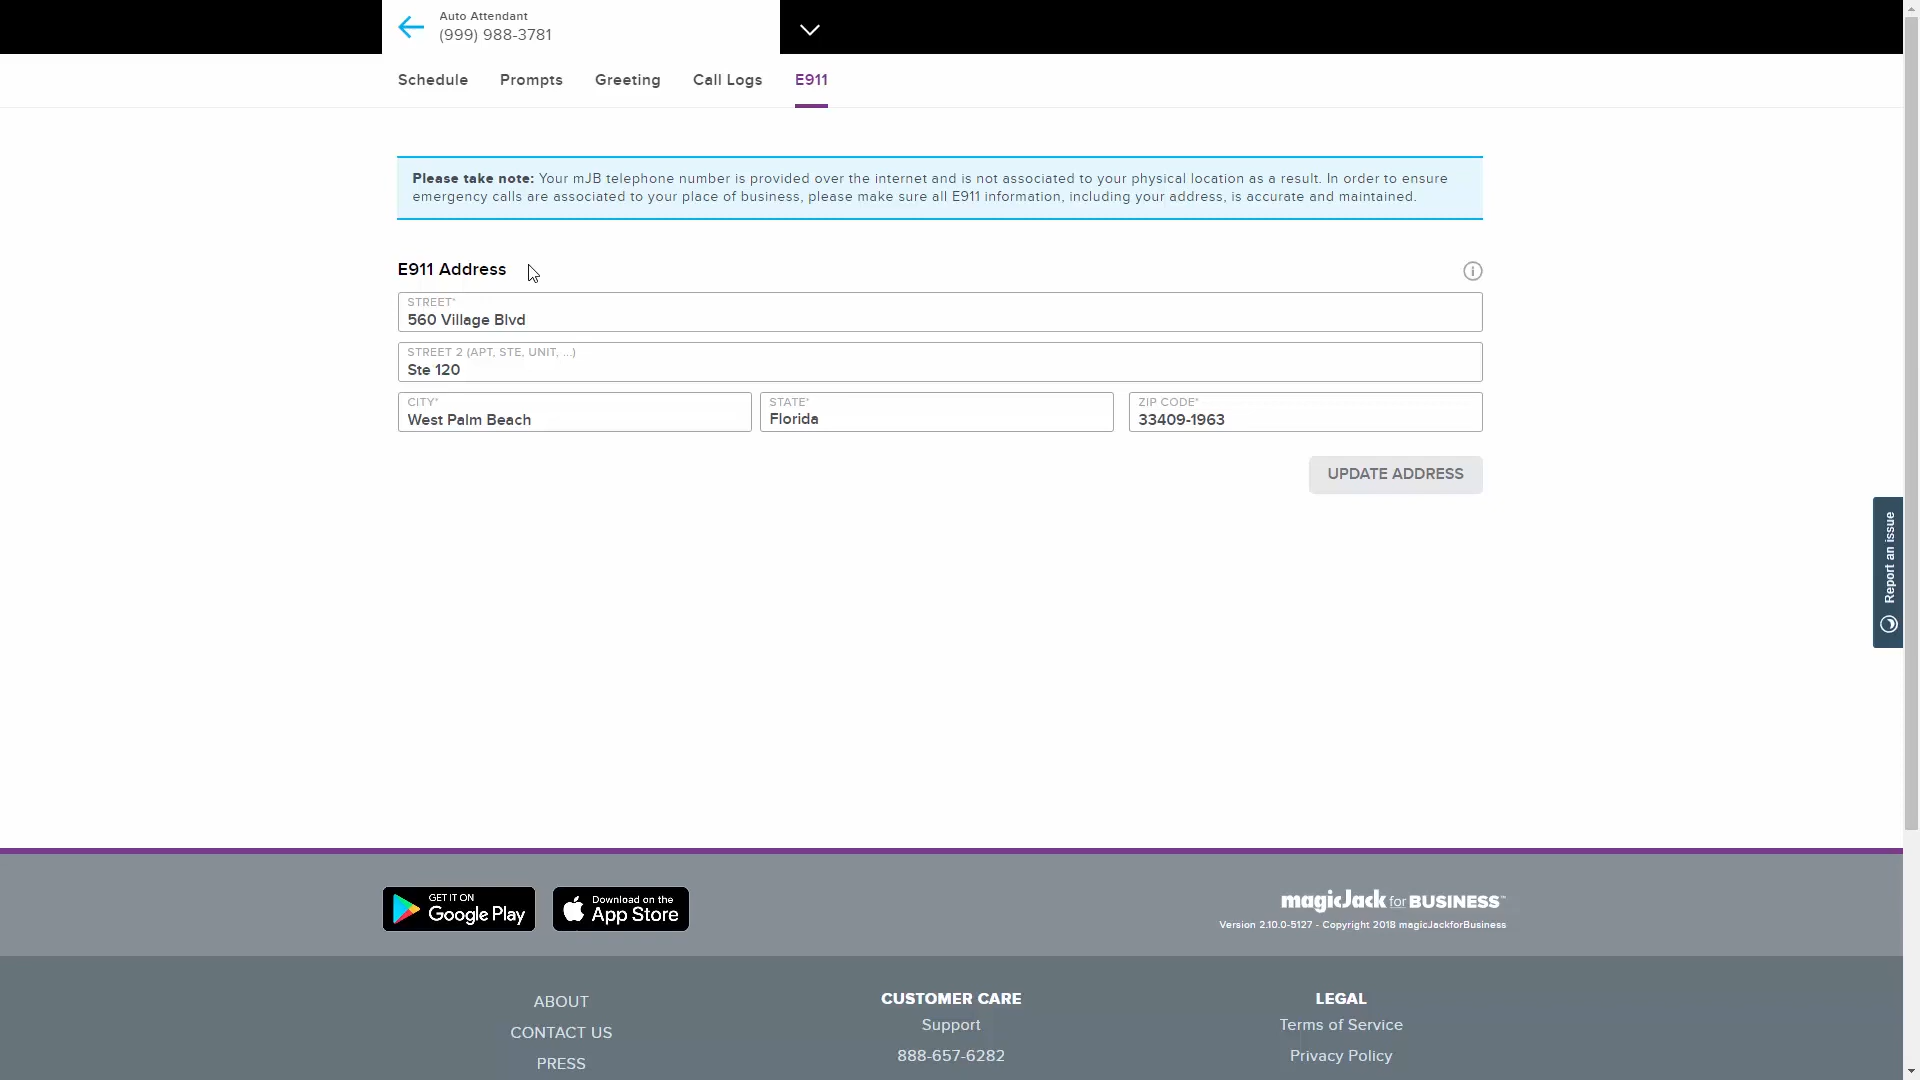 Auto Attendant
(999) 988-3781
Schedule Prompts Greeting Call Logs E911
Please take note: Your mJB telephone number is provided over the internet and is not associated to your physical location as a result. In order to ensure
emergency calls are associated to your place of business, please make sure all E911 information, including your address, is accurate and maintained.
E911 Address
STREET*
560 Village Blvd
STREET 2 (APT, STE, UNIT, ...)
Ste 120
CITY* STATE* ZIP CODE*
West Palm Beach Florida 33409-1963
UPDATE ADDRESS
Report an issue
GET IT ON
Google Play
Download on the
App Store
magicJack for BUSINESS™
Version 2.10.0-5127 - Copyright 2018 magicJackforBusiness
ABOUT
CONTACT US
PRESS
CUSTOMER CARE
Support
888-657-6282
LEGAL
Terms of Service
Privacy Policy